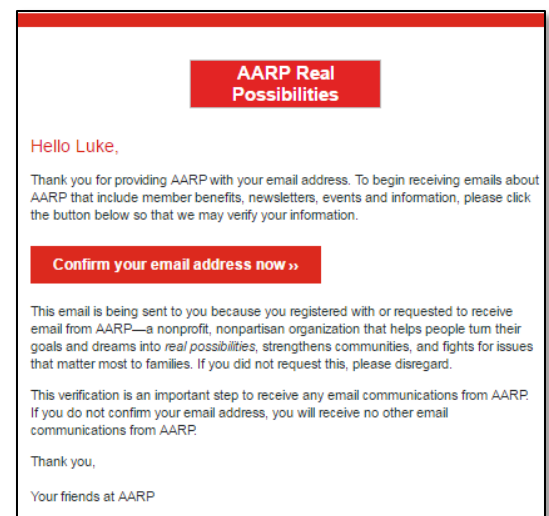 AARP Real
Possibilities
Hello Luke,
Thank you for providing AARP with your email address. To begin receiving emails about
AARP that include member benefits, newsletters, events and information, please click
the button below so that we may verify your information.
Confirm your email address now ››
This email is being sent to you because you registered with or requested to receive
email from AARP—a nonprofit, nonpartisan organization that helps people turn their
goals and dreams into real possibilities, strengthens communities, and fights for issues
that matter most to families. If you did not request this, please disregard.
This verification is an important step to receive any email communications from AARP.
If you do not confirm your email address, you will receive no other email
communications from AARP.
Thank you,
Your friends at AARP